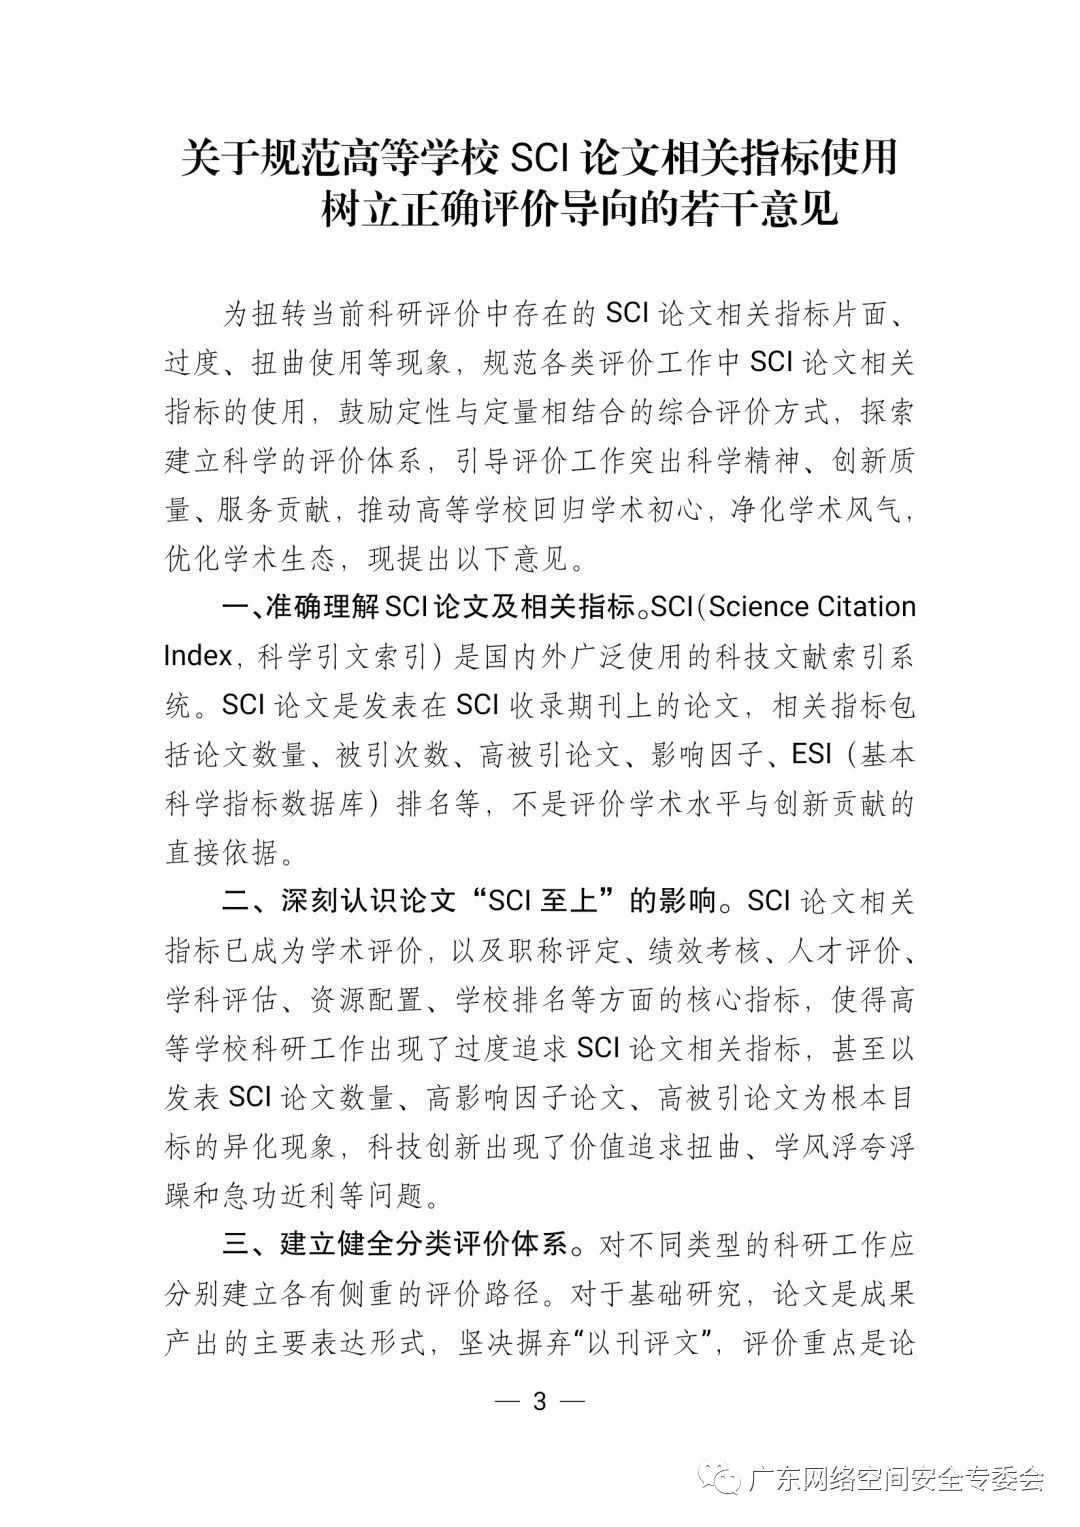 关于规范高等学校 SCI 论文相关指标使用
树立正确评价导向的若干意见
为扭转当前科研评价中存在的 SCI 论文相关指标片面、
过度、扭曲使用等现象，规范各类评价工作中 SCI 论文相关
指标的使用，鼓励定性与定量相结合的综合评价方式，探索
建立科学的评价体系，引导评价工作突出科学精神、创新质
量、服务贡献，推动高等学校回归学术初心，净化学术风气，
优化学术生态，现提出以下意见。
一、准确理解 SCI 论文及相关指标。SCI（Science Citation
Index，科学引文索引）是国内外广泛使用的科技文献索引系
统。SCI 论文是发表在 SCI 收录期刊上的论文，相关指标包
括论文数量、被引次数、高被引论文、影响因子、ESI（基本
科学指标数据库）排名等，不是评价学术水平与创新贡献的
直接依据。
二、深刻认识论文“SCI 至上”的影响。SCI 论文相关
指标已成为学术评价，以及职称评定、绩效考核、人才评价、
学科评估、资源配置、学校排名等方面的核心指标，使得高
等学校科研工作出现了过度追求 SCI 论文相关指标，甚至以
发表 SCI 论文数量、高影响因子论文、高被引论文为根本目
标的异化现象，科技创新出现了价值追求扭曲、学风浮夸浮
躁和急功近利等问题。
三、建立健全分类评价体系。对不同类型的科研工作应
分别建立各有侧重的评价路径。对于基础研究，论文是成果
产出的主要表达形式，坚决摒弃“以刊评文”，评价重点是论
— 3 —
广东网络空间安全专委会